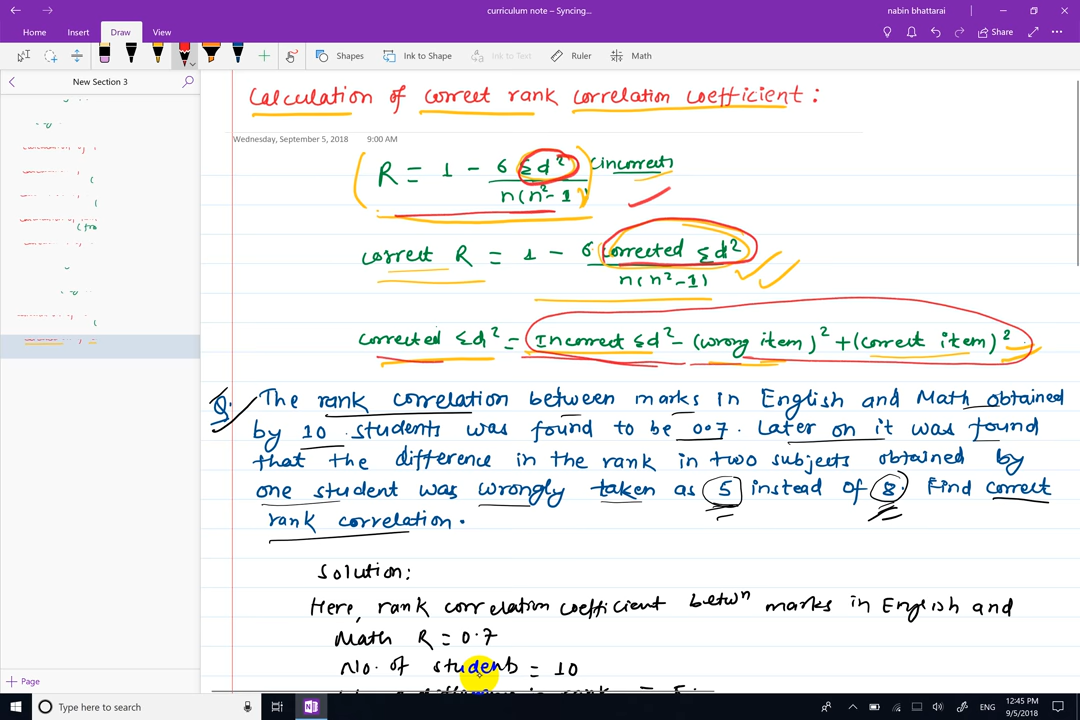 curriculum note - Syncing...
nabin bhattarai
Home Insert Draw View
Share
Shapes Ink to Shape Ink to Text Ruler Math
New Section 3
Calculation of correct rank correlation coefficient:
Wednesday, September 5, 2018 9:00 AM
R = 1 - 6 Σd² / n(n²-1) (incorrect)
correct R = 1 - 6 corrected Σd² / n(n²-1)
corrected Σd² = Incorrect Σd² - (wrong item)² + (correct item)²
Q. The rank correlation between marks in English and Math obtained
by 10 students was found to be 0.7. Later on it was found
that the difference in the rank in two subjects obtained by
one student was wrongly taken as 5 instead of 8. Find correct
rank correlation.
Solution:
Here, rank correlation coefficient betwn marks in English and
Math R = 0.7
No. of student = 10
+ Page
Type here to search
ENG
12:45 PM
9/5/2018